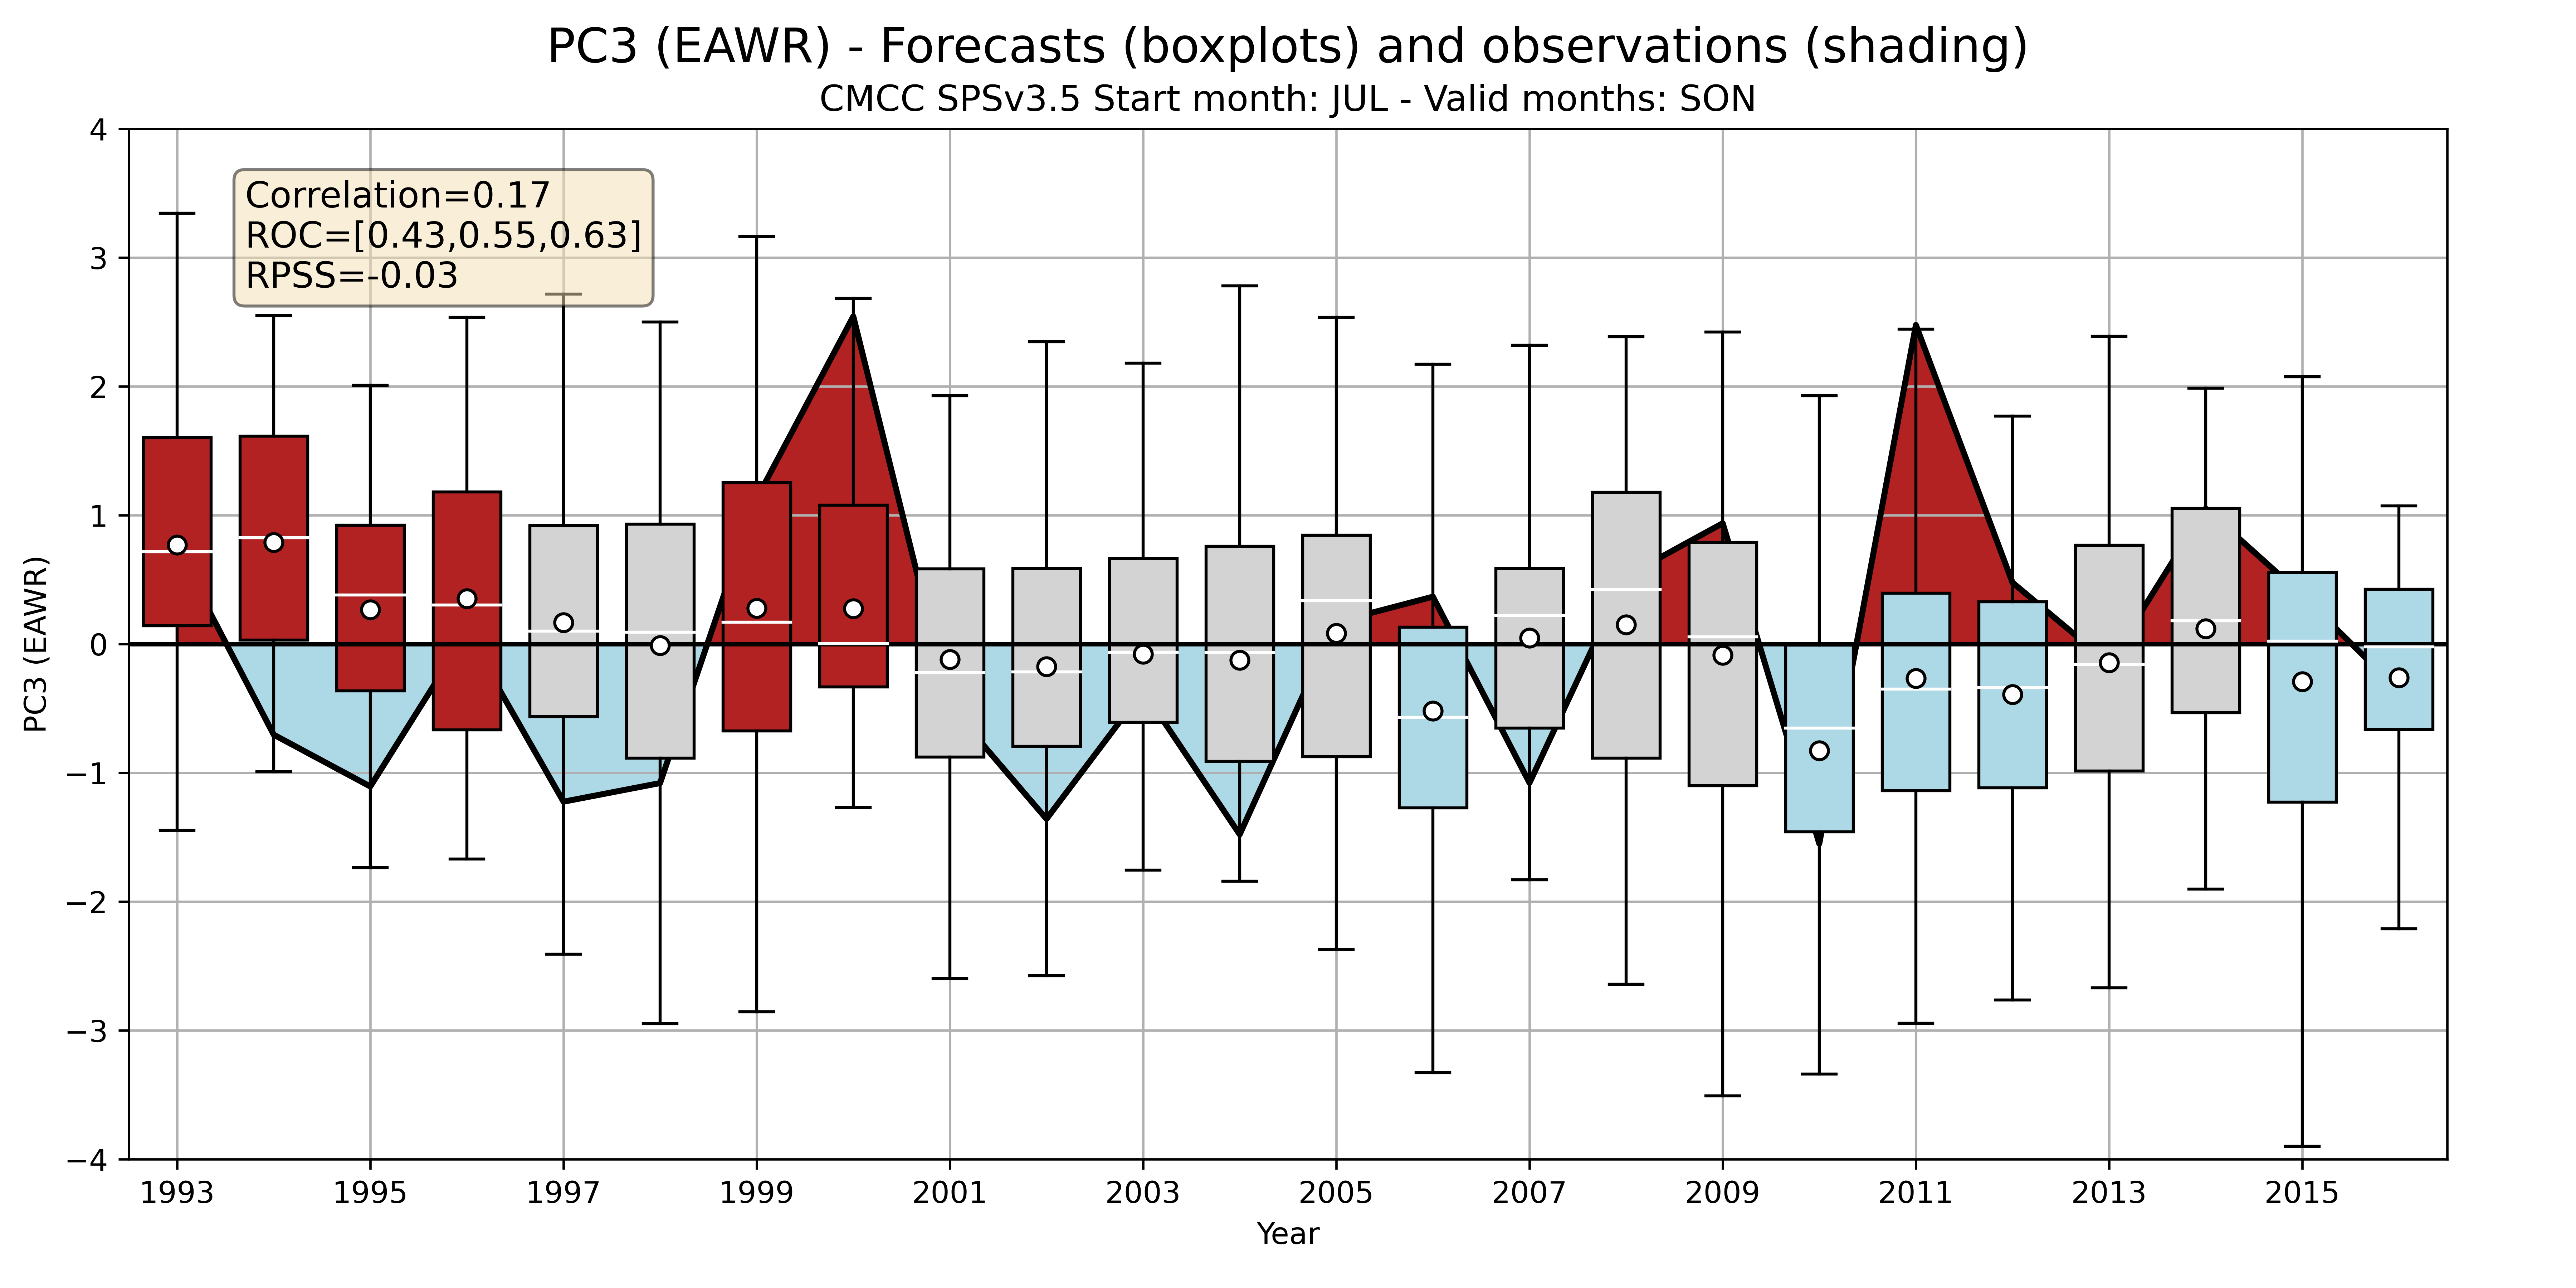 PC3 (EAWR) - Forecasts (boxplots) and observations (shading)
CMCC SPSv3.5 Start month: JUL - Valid months: SON
Correlation=0.17
ROC=[0.43,0.55,0.63]
RPSS=-0.03
PC3 (EAWR)
4
3
2
1
0
−1
−2
−3
−4
1993 1995 1997 1999 2001 2003 2005 2007 2009 2011 2013 2015
Year